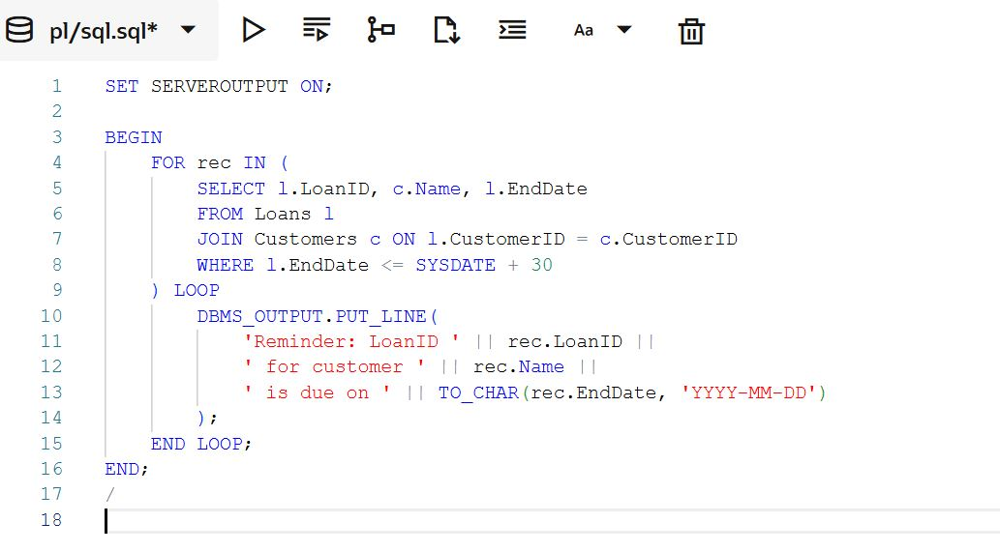 pl/sql.sql*
Aa
1 SET SERVEROUTPUT ON;
2
3 BEGIN
4 FOR rec IN (
5 SELECT l.LoanID, c.Name, l.EndDate
6 FROM Loans l
7 JOIN Customers c ON l.CustomerID = c.CustomerID
8 WHERE l.EndDate <= SYSDATE + 30
9 ) LOOP
10 DBMS_OUTPUT.PUT_LINE(
11 'Reminder: LoanID ' || rec.LoanID ||
12 ' for customer ' || rec.Name ||
13 ' is due on ' || TO_CHAR(rec.EndDate, 'YYYY-MM-DD')
14 );
15 END LOOP;
16 END;
17 /
18